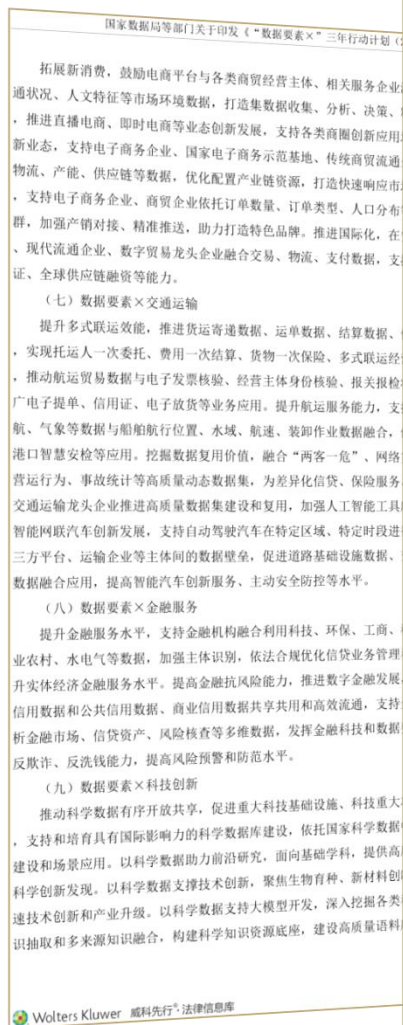 国家数据局等部门关于印发《“数据要素×”三年行动计划（
拓展新消费，鼓励电商平台与各类商贸经营主体、相关服务企业
通状况、人文特征等市场环境数据，打造集数据收集、分析、决策、
，推进直播电商、即时电商等业态创新发展，支持各类商圈创新应用
新业态，支持电子商务企业、国家电子商务示范基地、传统商贸流通
物流、产能、供应链等数据，优化配置产业链资源，打造快速响应市
，支持电子商务企业、商贸企业依托订单数量、订单类型、人口分布
群，加强产销对接、精准推送，助力打造特色品牌。推进国际化，在
、现代流通企业、数字贸易龙头企业融合交易、物流、支付数据，支
证、全球供应链融资等能力。
（七）数据要素×交通运输
提升多式联运效能，推进货运寄递数据、运单数据、结算数据、
，实现托运人一次委托、费用一次结算、货物一次保险、多式联运经
，推动航运贸易数据与电子发票核验、经营主体身份核验、报关报检
广电子提单、信用证、电子放货等业务应用。提升航运服务能力，支
航、气象等数据与船舶航行位置、水域、航速、装卸作业数据融合，
港口智慧安检等应用。挖掘数据复用价值，融合“两客一危”、网络
营运行为、事故统计等高质量动态数据集，为差异化信贷、保险服务
交通运输龙头企业推进高质量数据集建设和复用，加强人工智能工具
智能网联汽车创新发展，支持自动驾驶汽车在特定区域、特定时段进
三方平台、运输企业等主体间的数据壁垒，促进道路基础设施数据、
数据融合应用，提高智能汽车创新服务、主动安全防控等水平。
（八）数据要素×金融服务
提升金融服务水平，支持金融机构融合利用科技、环保、工商、
业农村、水电气等数据，加强主体识别，依法合规优化信贷业务管理
升实体经济金融服务水平。提高金融抗风险能力，推进数字金融发展
信用数据和公共信用数据、商业信用数据共享共用和高效流通，支持
析金融市场、信贷资产、风险核查等多维数据，发挥金融科技和数据
反欺诈、反洗钱能力，提高风险预警和防范水平。
（九）数据要素×科技创新
推动科学数据有序开放共享，促进重大科技基础设施、科技重大
，支持和培育具有国际影响力的科学数据库建设，依托国家科学数据
建设和场景应用。以科学数据助力前沿研究，面向基础学科，提供高
科学创新发现。以科学数据支撑技术创新，聚焦生物育种、新材料创
速技术创新和产业升级。以科学数据支持大模型开发，深入挖掘各类
识抽取和多来源知识融合，构建科学知识资源底座，建设高质量语料
Wolters Kluwer 威科先行®·法律信息库